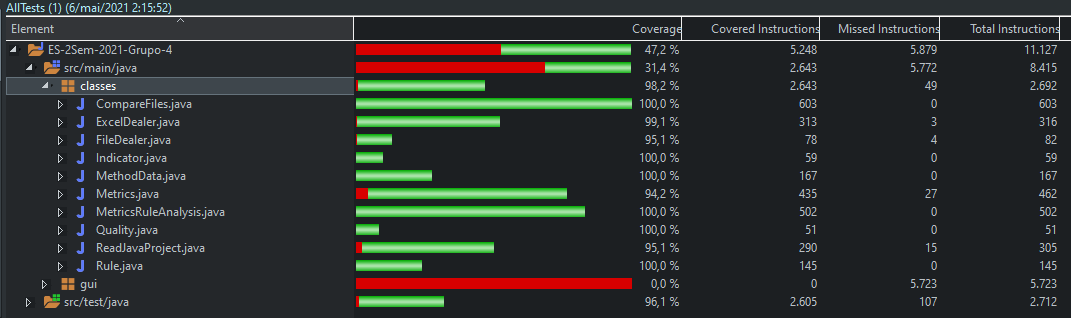 AllTests (1) (6/mai/2021 2:15:52)
Element Coverage Covered Instructions Missed Instructions Total Instructions
ES-2Sem-2021-Grupo-4 47,2 % 5.248 5.879 11.127
src/main/java 31,4 % 2.643 5.772 8.415
classes 98,2 % 2.643 49 2.692
CompareFiles.java 100,0 % 603 0 603
ExcelDealer.java 99,1 % 313 3 316
FileDealer.java 95,1 % 78 4 82
Indicator.java 100,0 % 59 0 59
MethodData.java 100,0 % 167 0 167
Metrics.java 94,2 % 435 27 462
MetricsRuleAnalysis.java 100,0 % 502 0 502
Quality.java 100,0 % 51 0 51
ReadJavaProject.java 95,1 % 290 15 305
Rule.java 100,0 % 145 0 145
gui 0,0 % 0 5.723 5.723
src/test/java 96,1 % 2.605 107 2.712